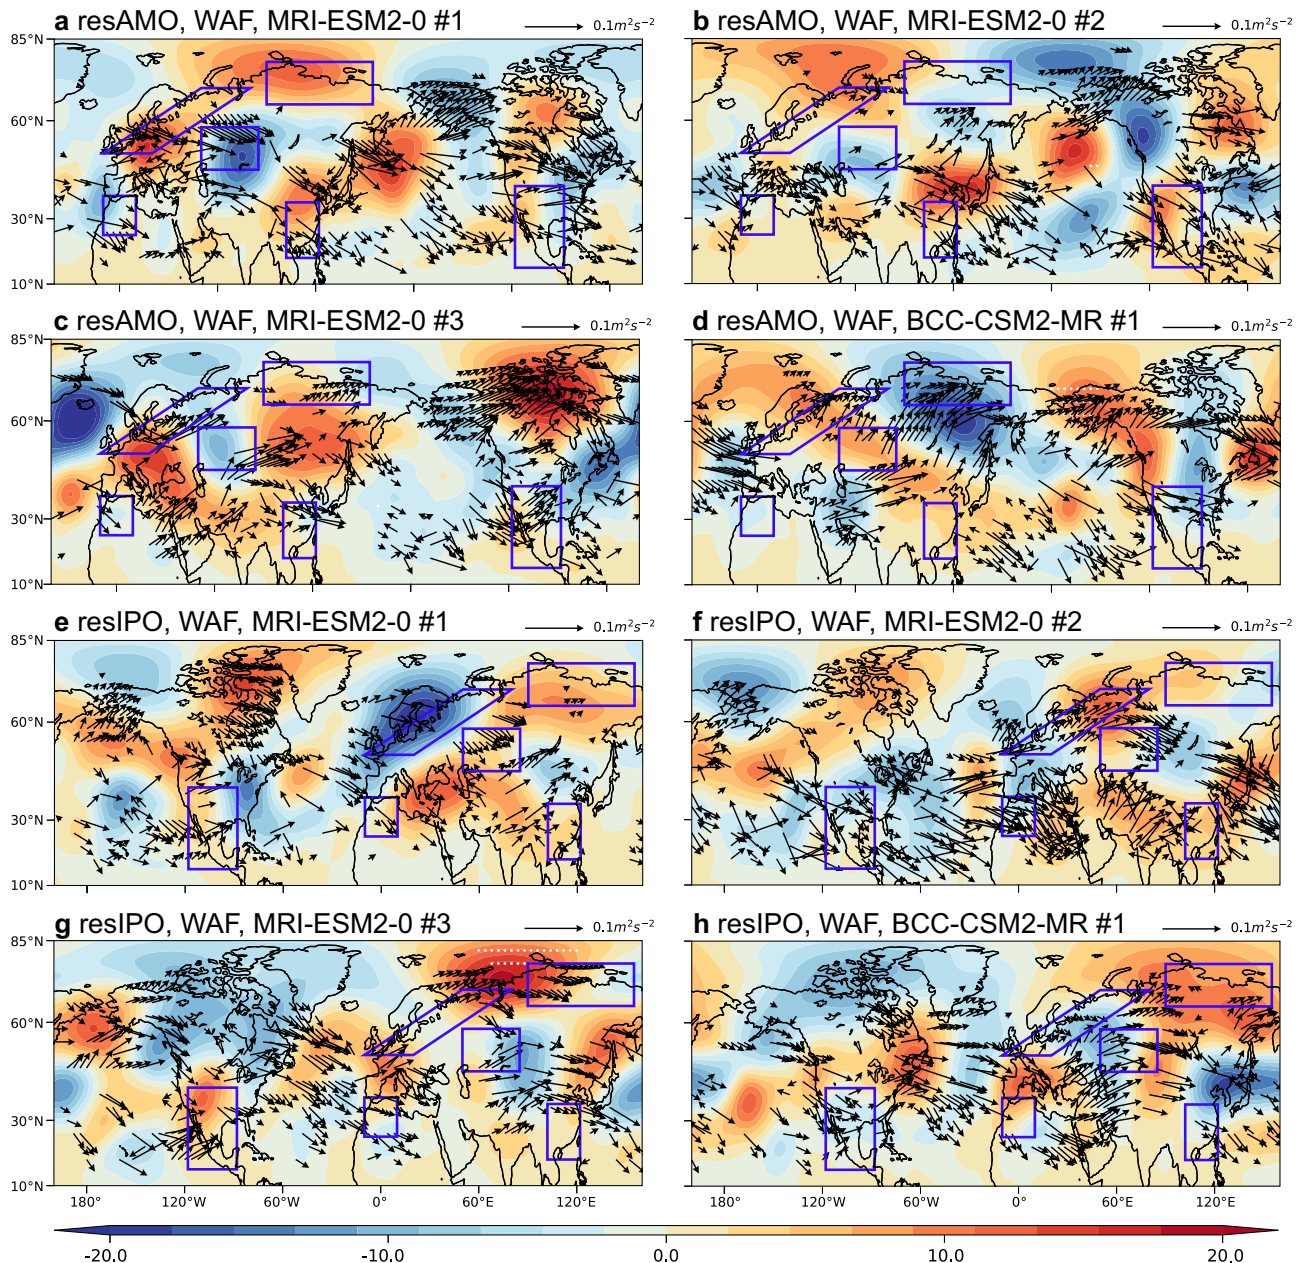 a resAMO, WAF, MRI-ESM2-0 #1
0.1m²s⁻²
b resAMO, WAF, MRI-ESM2-0 #2
0.1m²s⁻²
85°N
60°N
30°N
10°N
c resAMO, WAF, MRI-ESM2-0 #3
0.1m²s⁻²
d resAMO, WAF, BCC-CSM2-MR #1
0.1m²s⁻²
85°N
60°N
30°N
10°N
e resIPO, WAF, MRI-ESM2-0 #1
0.1m²s⁻²
f resIPO, WAF, MRI-ESM2-0 #2
0.1m²s⁻²
85°N
60°N
30°N
10°N
g resIPO, WAF, MRI-ESM2-0 #3
0.1m²s⁻²
h resIPO, WAF, BCC-CSM2-MR #1
0.1m²s⁻²
85°N
60°N
30°N
10°N
180° 120°W 60°W 0° 60°E 120°E
180° 120°W 60°W 0° 60°E 120°E
-20.0 -10.0 0.0 10.0 20.0